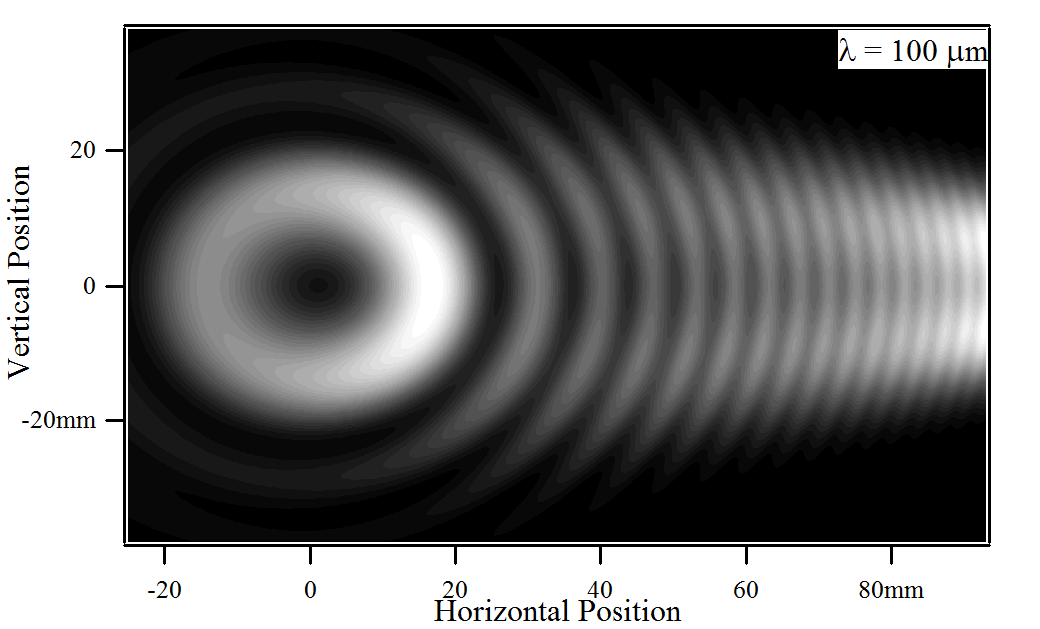 λ = 100 μm
20
0
-20mm
Vertical Position
-20
0
20
40
60
80mm
Horizontal Position